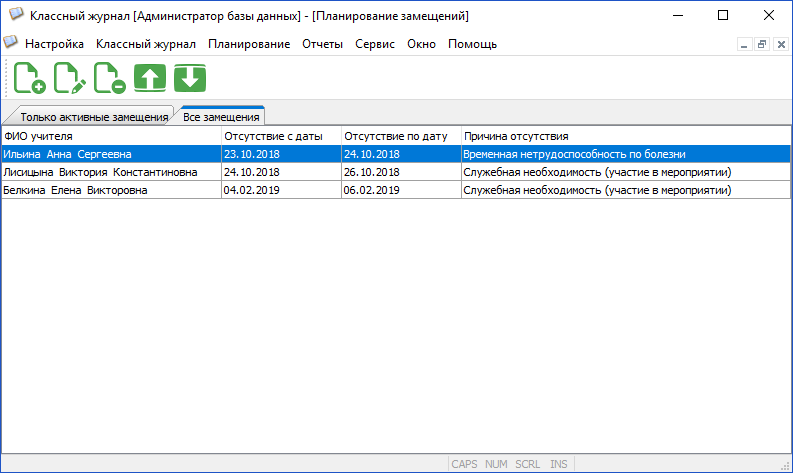 Классный журнал [Администратор базы данных] - [Планирование замещений]
Настройка Классный журнал Планирование Отчеты Сервис Окно Помощь
Только активные замещения Все замещения
ФИО учителя Отсутствие с даты Отсутствие по дату Причина отсутствия
Ильина Анна Сергеевна 23.10.2018 24.10.2018 Временная нетрудоспособность по болезни
Лисицына Виктория Константиновна 24.10.2018 26.10.2018 Служебная необходимость (участие в мероприятии)
Белкина Елена Викторовна 04.02.2019 06.02.2019 Служебная необходимость (участие в мероприятии)
CAPS NUM SCRL INS